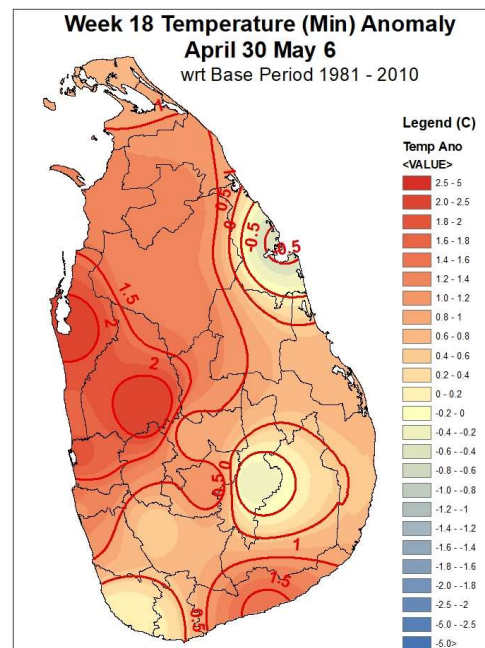 Week 18 Temperature (Min) Anomaly
April 30 May 6
wrt Base Period 1981 - 2010
Legend (C)
Temp Ano
<VALUE>
2.5 - 5
2.0 - 2.5
1.8 - 2
1.6 - 1.8
1.4 - 1.6
1.2 - 1.4
1.0 - 1.2
0.8 - 1
0.6 - 0.8
0.4 - 0.6
0.2 - 0.4
0 - 0.2
-0.2 - 0
-0.4 - -0.2
-0.6 - -0.4
-0.8 - -0.6
-1.0 - -0.8
-1.2 - -1
-1.4 - -1.2
-1.6 - -1.4
-1.8 - -1.6
-2.0 - -1.8
-2.5 - -2
-5.0 - -2.5
-5.0>
1
1
0.5
0
-0.5
-0.5
1.5
2
2
0
0.5
1
1.5
0.5